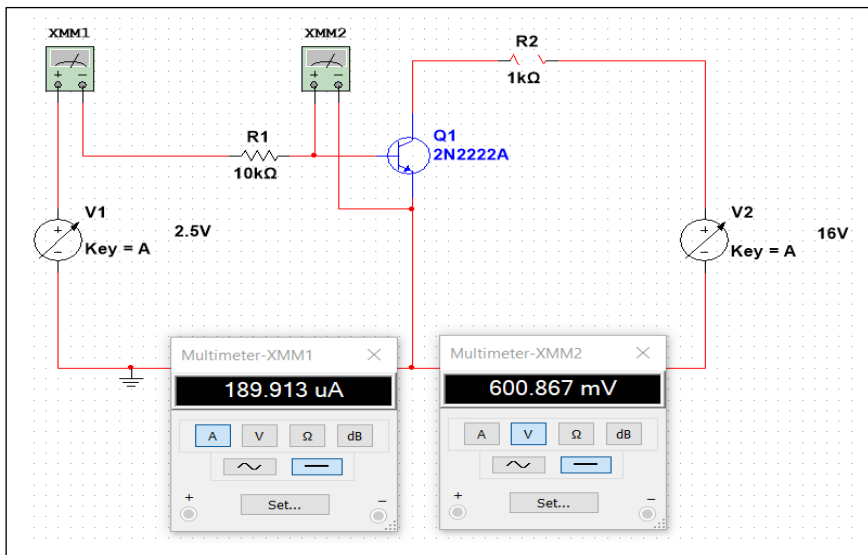 XMM1
XMM2
R2
1kΩ
R1
10kΩ
Q1
2N2222A
V1
Key = A
2.5V
V2
Key = A
16V
Multimeter-XMM1
189.913 uA
A V Ω dB
+ −
Set...
Multimeter-XMM2
600.867 mV
A V Ω dB
+ −
Set...